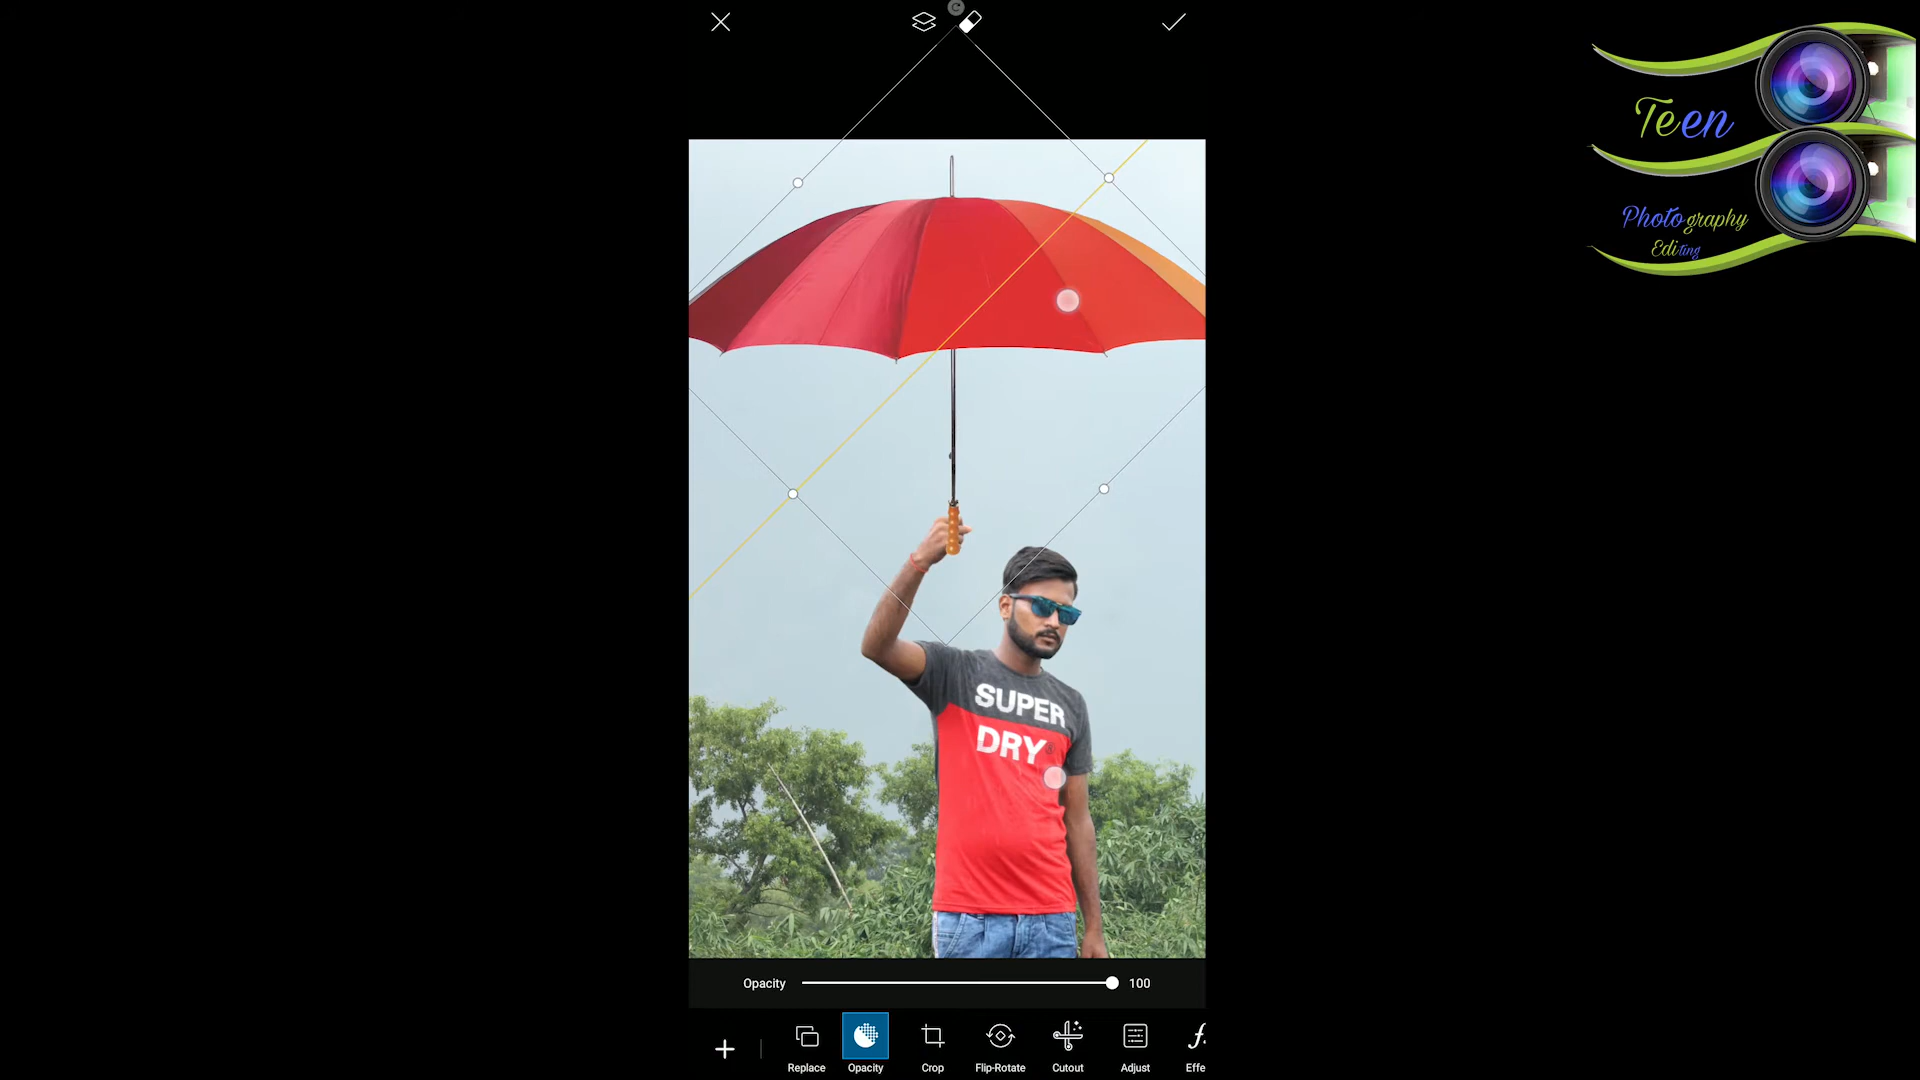 Teen
Photography
Editing
SUPER
DRY
Opacity 100
Replace Opacity Crop Flip-Rotate Cutout Adjust Effe